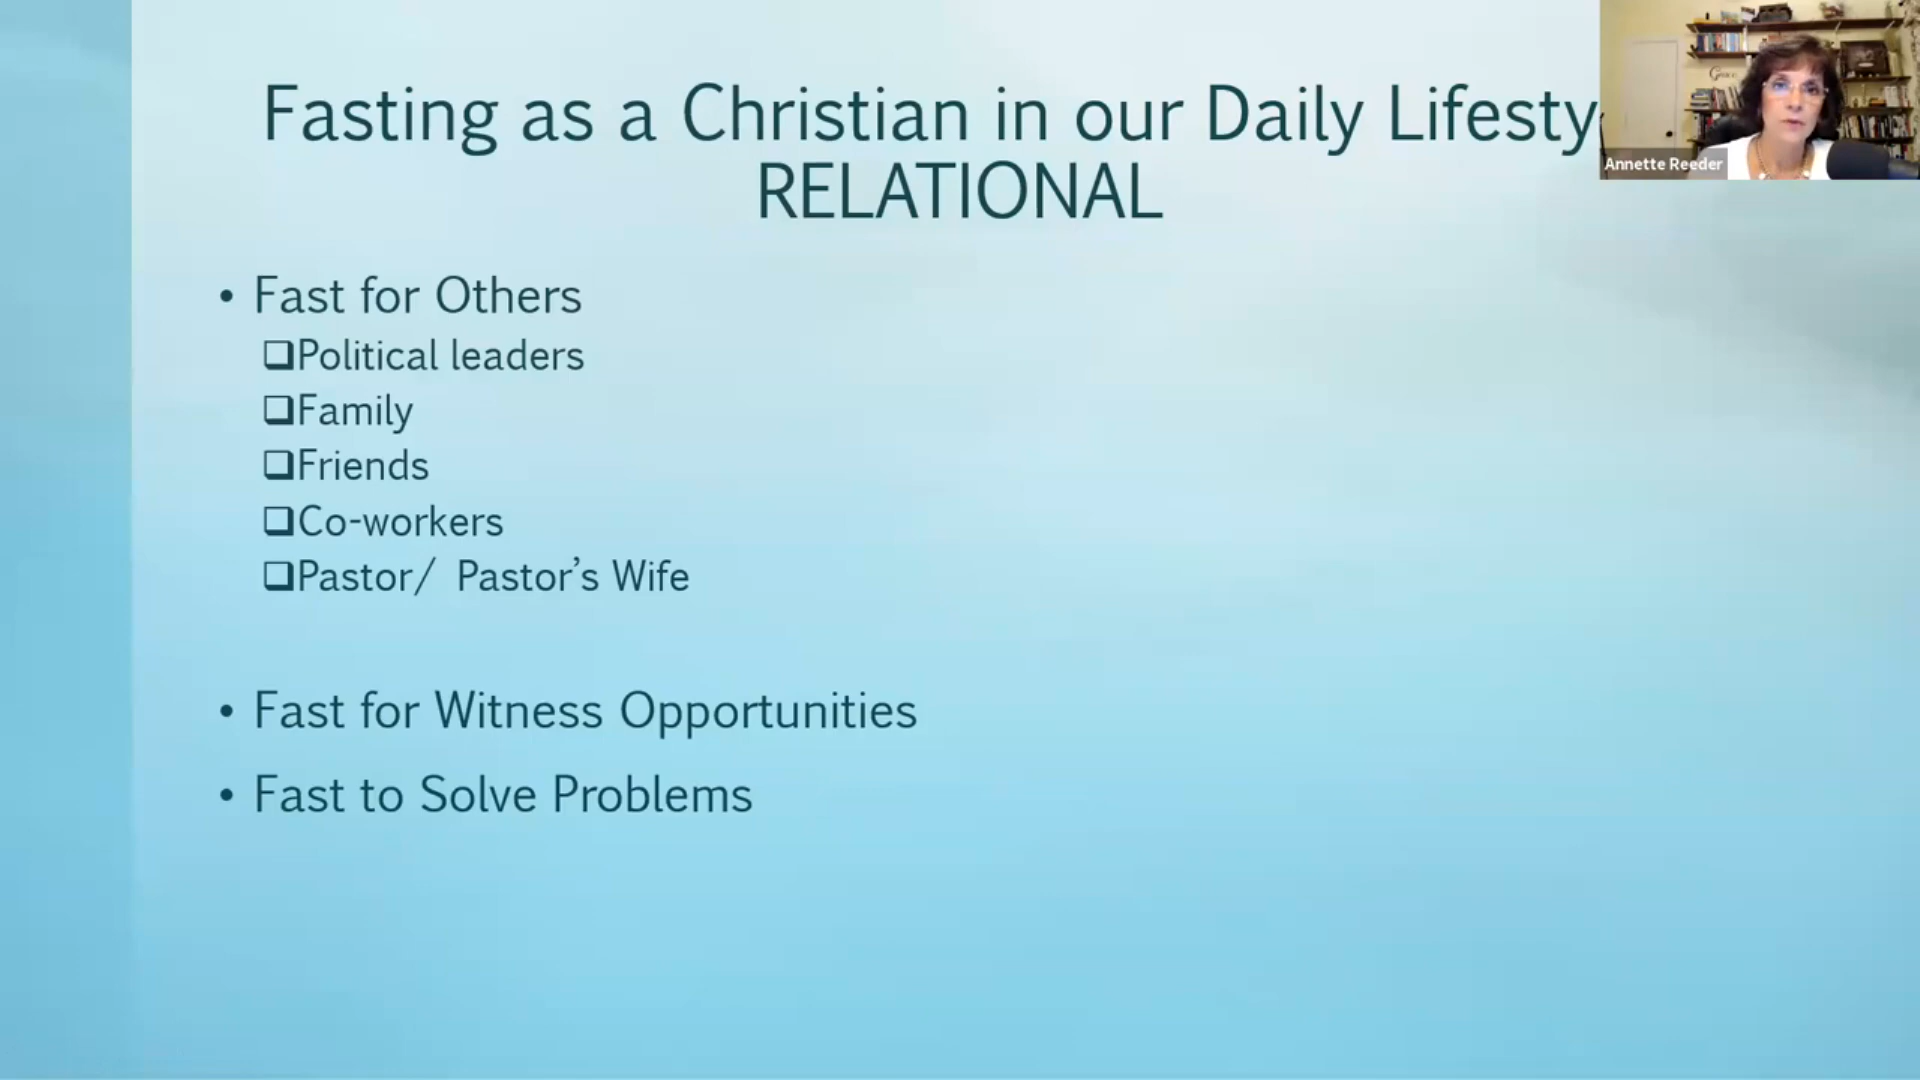 Fasting as a Christian in our Daily Lifesty
RELATIONAL
• Fast for Others
❑Political leaders
❑Family
❑Friends
❑Co-workers
❑Pastor/ Pastor’s Wife
• Fast for Witness Opportunities
• Fast to Solve Problems
Grace
Annette Reeder